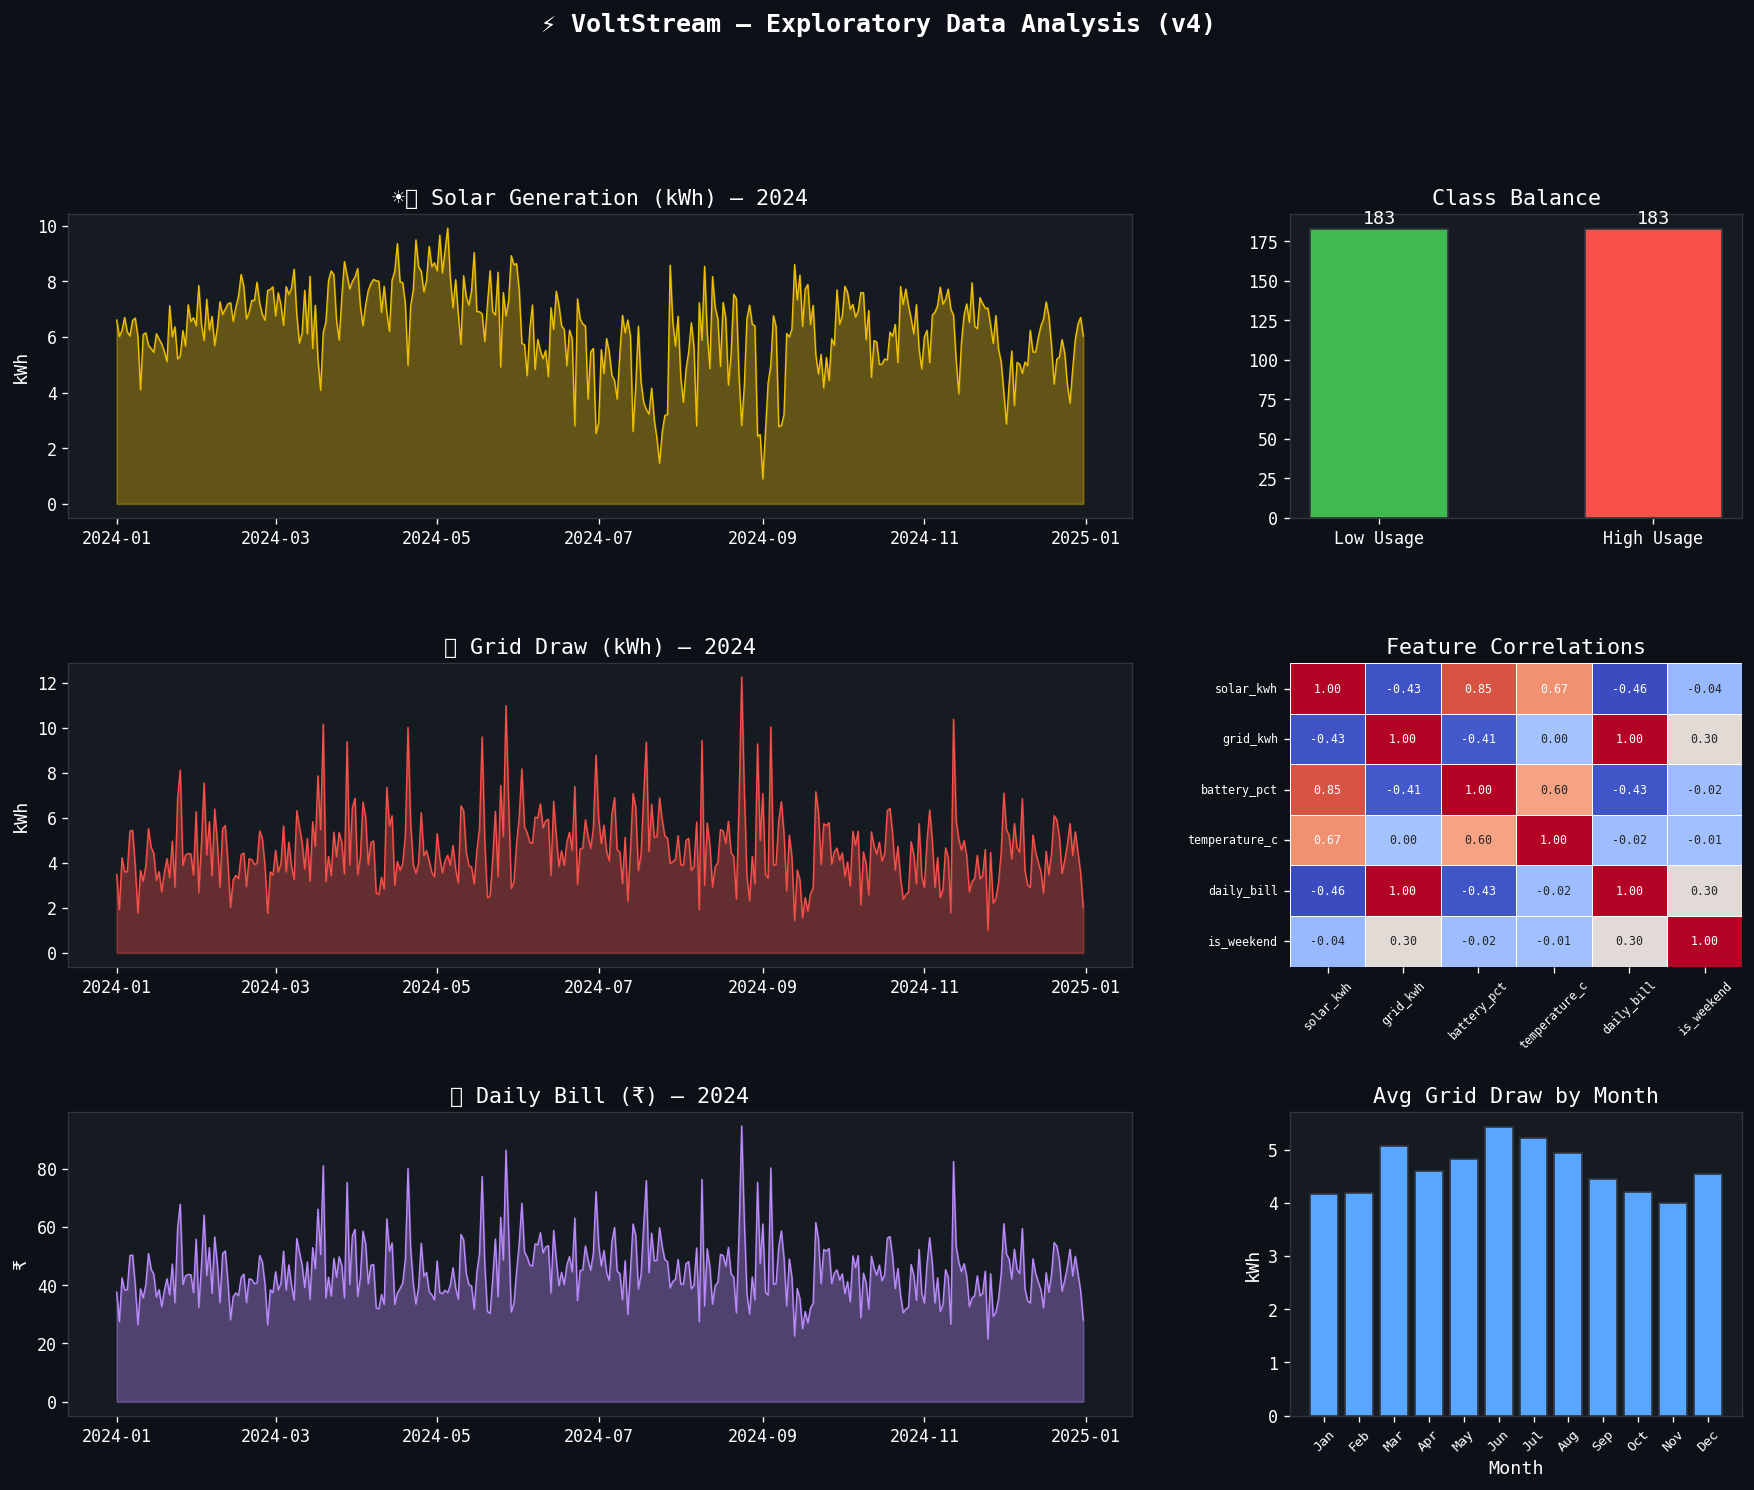 ⚡ VoltStream — Exploratory Data Analysis (v4)
☀ Solar Generation (kWh) — 2024
kWh
10
8
6
4
2
0
2024-01 2024-03 2024-05 2024-07 2024-09 2024-11 2025-01
Class Balance
183 183
175
150
125
100
75
50
25
0
Low Usage High Usage
Grid Draw (kWh) — 2024
kWh
12
10
8
6
4
2
0
2024-01 2024-03 2024-05 2024-07 2024-09 2024-11 2025-01
Feature Correlations
solar_kwh 1.00 -0.43 0.85 0.67 -0.46 -0.04
grid_kwh -0.43 1.00 -0.41 0.00 1.00 0.30
battery_pct 0.85 -0.41 1.00 0.60 -0.43 -0.02
temperature_c 0.67 0.00 0.60 1.00 -0.02 -0.01
daily_bill -0.46 1.00 -0.43 -0.02 1.00 0.30
is_weekend -0.04 0.30 -0.02 -0.01 0.30 1.00
solar_kwh grid_kwh battery_pct temperature_c daily_bill is_weekend
Daily Bill (₹) — 2024
₹
80
60
40
20
0
2024-01 2024-03 2024-05 2024-07 2024-09 2024-11 2025-01
Avg Grid Draw by Month
kWh
5
4
3
2
1
0
Jan Feb Mar Apr May Jun Jul Aug Sep Oct Nov Dec
Month